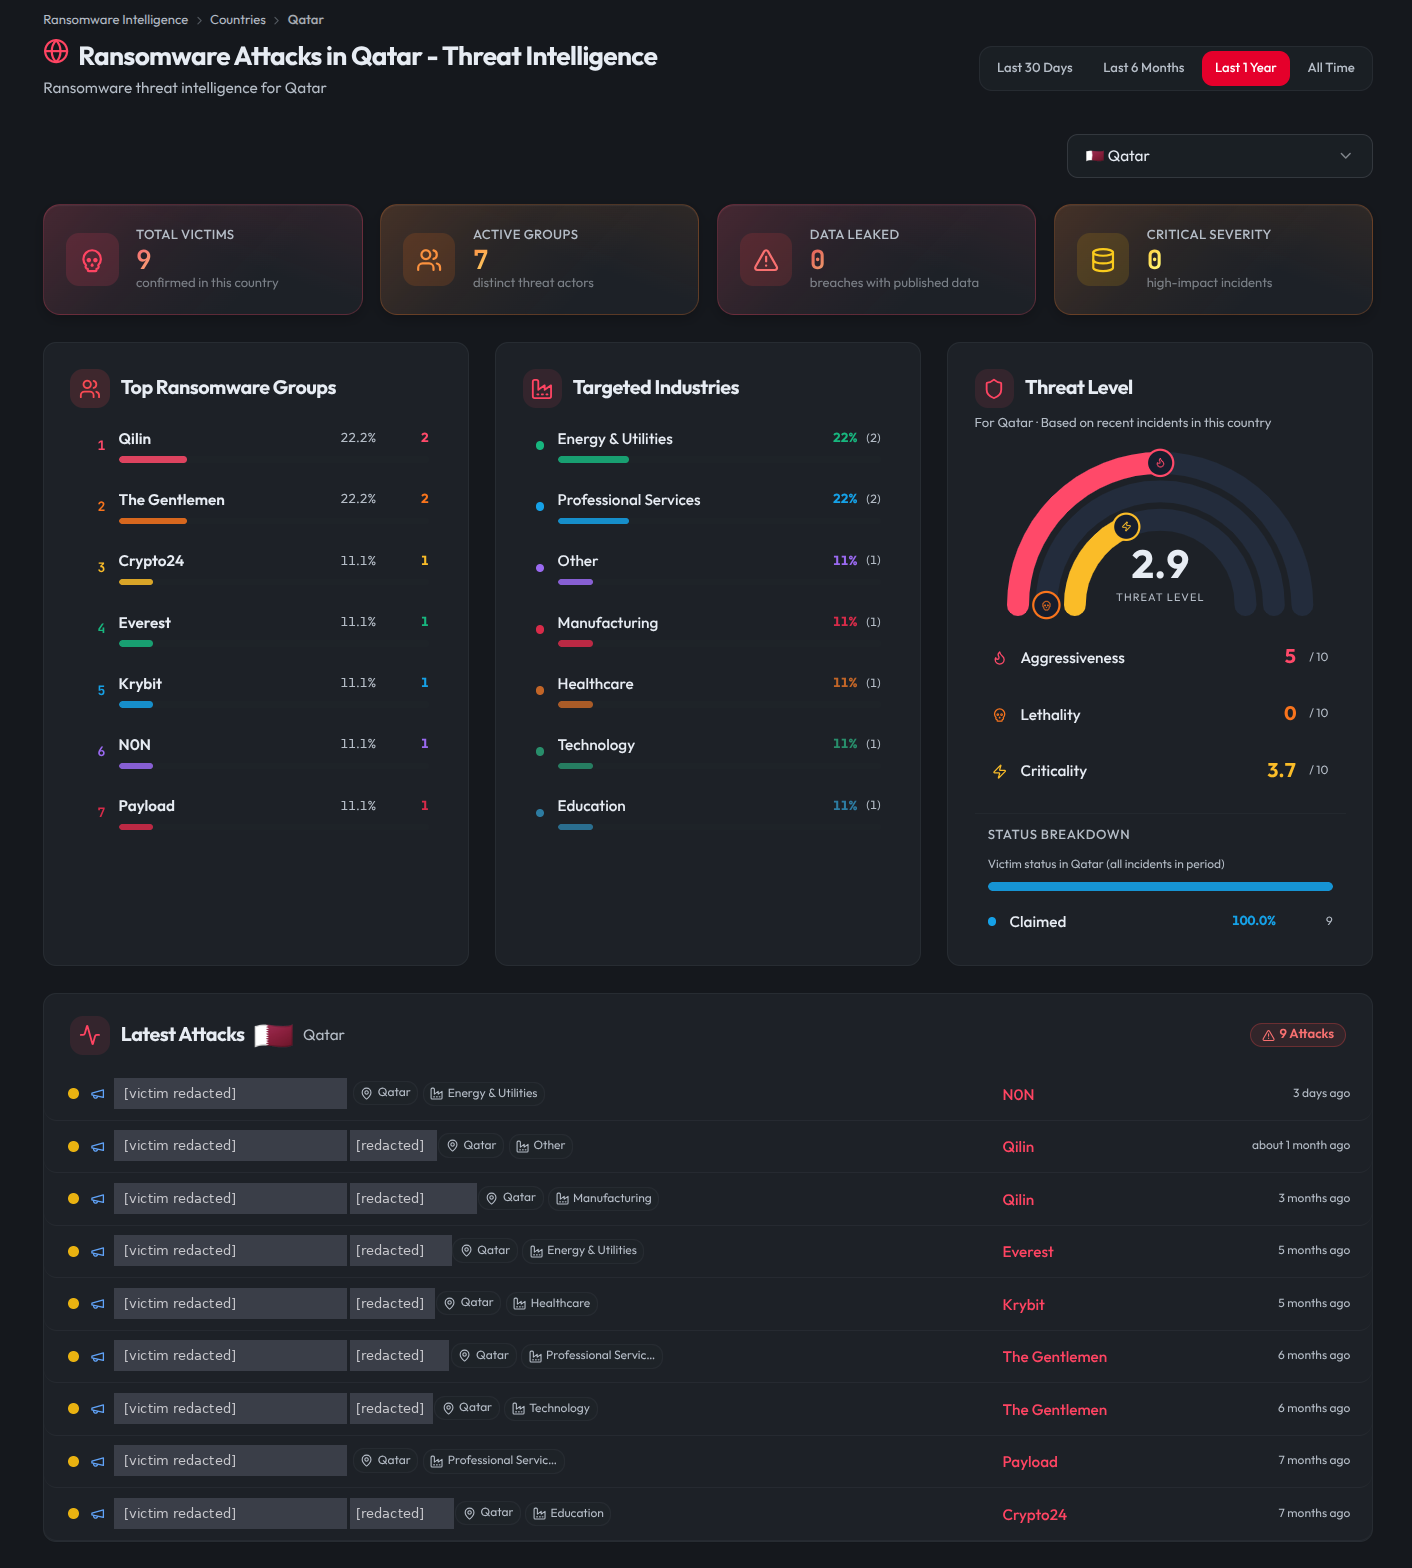 Ransomware Intelligence > Countries > Qatar
Ransomware Attacks in Qatar - Threat Intelligence
Ransomware threat intelligence for Qatar
Last 30 Days Last 6 Months Last 1 Year All Time
Qatar
TOTAL VICTIMS
9
confirmed in this country
ACTIVE GROUPS
7
distinct threat actors
DATA LEAKED
0
breaches with published data
CRITICAL SEVERITY
0
high-impact incidents
Top Ransomware Groups
1 Qilin 22.2% 2
2 The Gentlemen 22.2% 2
3 Crypto24 11.1% 1
4 Everest 11.1% 1
5 Krybit 11.1% 1
6 N0N 11.1% 1
7 Payload 11.1% 1
Targeted Industries
Energy & Utilities 22% (2)
Professional Services 22% (2)
Other 11% (1)
Manufacturing 11% (1)
Healthcare 11% (1)
Technology 11% (1)
Education 11% (1)
Threat Level
For Qatar · Based on recent incidents in this country
2.9
THREAT LEVEL
Aggressiveness 5 / 10
Lethality 0 / 10
Criticality 3.7 / 10
STATUS BREAKDOWN
Victim status in Qatar (all incidents in period)
Claimed 100.0% 9
Latest Attacks Qatar 9 Attacks
[victim redacted] Qatar Energy & Utilities N0N 3 days ago
[victim redacted] [redacted] Qatar Other Qilin about 1 month ago
[victim redacted] [redacted] Qatar Manufacturing Qilin 3 months ago
[victim redacted] [redacted] Qatar Energy & Utilities Everest 5 months ago
[victim redacted] [redacted] Qatar Healthcare Krybit 5 months ago
[victim redacted] [redacted] Qatar Professional Servic... The Gentlemen 6 months ago
[victim redacted] [redacted] Qatar Technology The Gentlemen 6 months ago
[victim redacted] Qatar Professional Servic... Payload 7 months ago
[victim redacted] [redacted] Qatar Education Crypto24 7 months ago